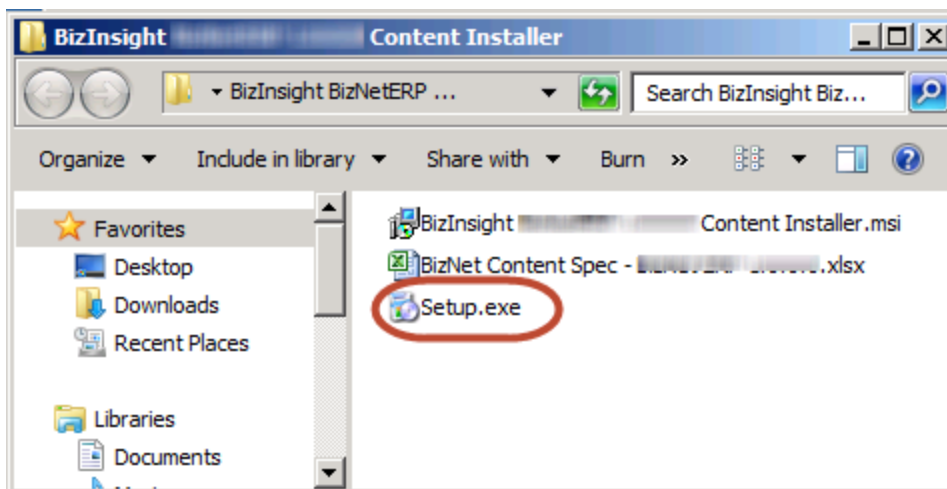 BizInsight Content Installer
BizInsight BizNetERP ... Search BizInsight Biz...
Organize Include in library Share with Burn »
Favorites
Desktop
Downloads
Recent Places
Libraries
Documents
BizInsight Content Installer.msi
BizNet Content Spec - .xlsx
Setup.exe